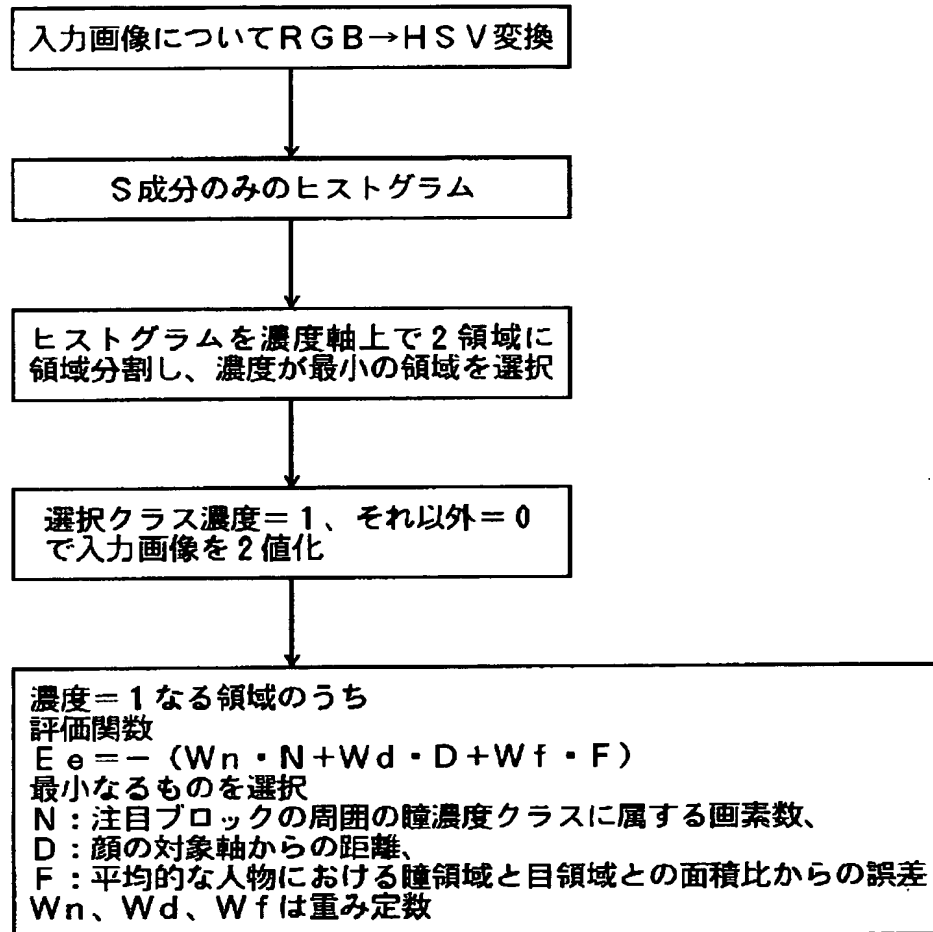 入力画像についてRGB→HSV変換
S成分のみのヒストグラム
ヒストグラムを濃度軸上で2領域に
領域分割し、濃度が最小の領域を選択
選択クラス濃度=1、それ以外=0
で入力画像を2値化
濃度=1なる領域のうち
評価関数
Ee=-(Wn・N+Wd・D+Wf・F)
最小なるものを選択
N:注目ブロックの周囲の瞳濃度クラスに属する画素数、
D:顔の対象軸からの距離、
F:平均的な人物における瞳領域と目領域との面積比からの誤差
Wn、Wd、Wfは重み定数